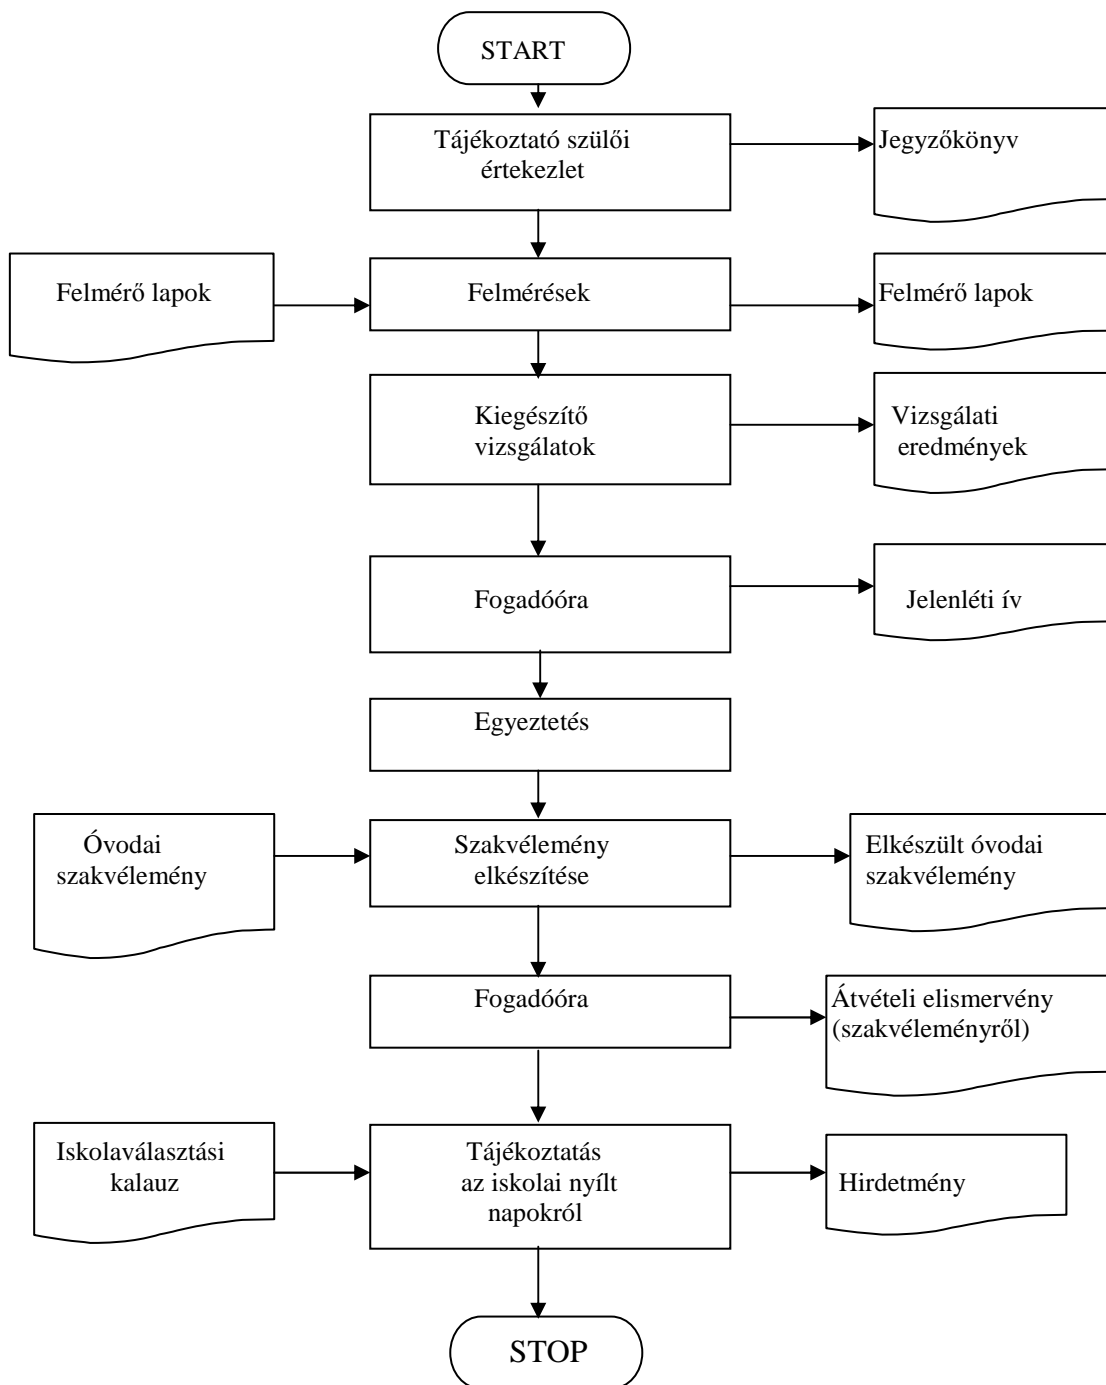 START
Tájékoztató szülői
értekezlet
Jegyzőkönyv
Felmérő lapok
Felmérések
Felmérő lapok
Kiegészítő
vizsgálatok
Vizsgálati
eredmények
Fogadóóra
Jelenléti ív
Egyeztetés
Óvodai
szakvélemény
Szakvélemény
elkészítése
Elkészült óvodai
szakvélemény
Fogadóóra
Átvételi elismervény
(szakvéleményről)
Iskolaválasztási
kalauz
Tájékoztatás
az iskolai nyílt
napokról
Hirdetmény
STOP